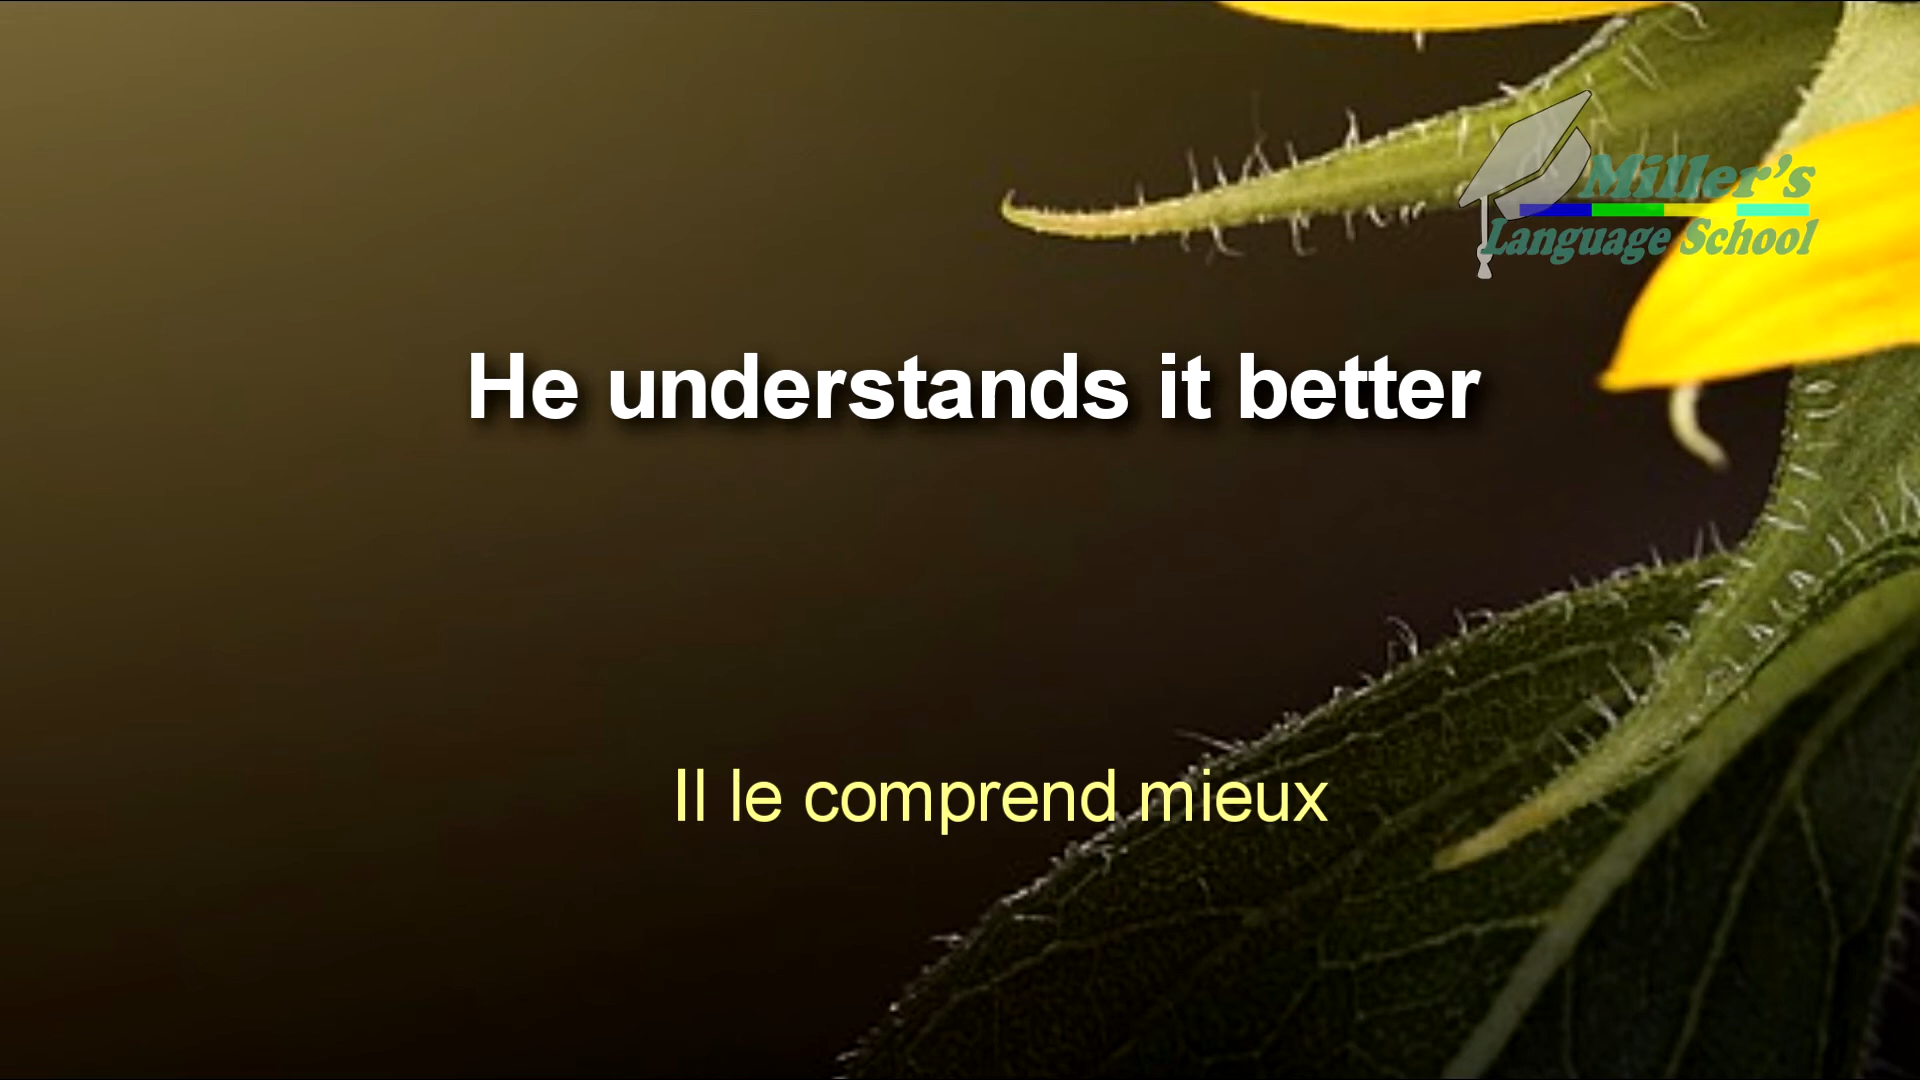 Miller's
Language School
He understands it better
Il le comprend mieux